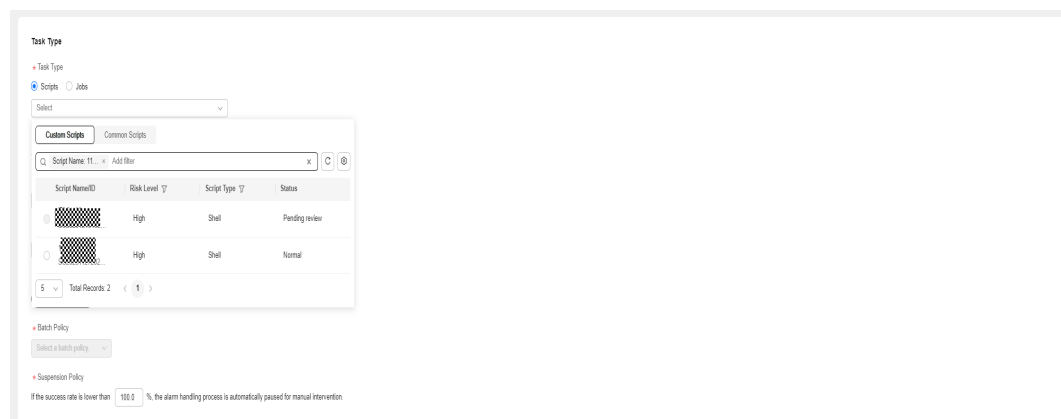 Task Type
* Task Type
Scripts Jobs
Select
Custom Scripts Common Scripts
Script Name: 11... × Add filter x
Script Name/ID Risk Level Script Type Status
High Shell Pending review
High Shell Normal
5 Total Records: 2 < 1 >
* Batch Policy
Select a batch policy.
* Suspension Policy
If the success rate is lower than 100.0 %, the alarm handling process is automatically paused for manual intervention.